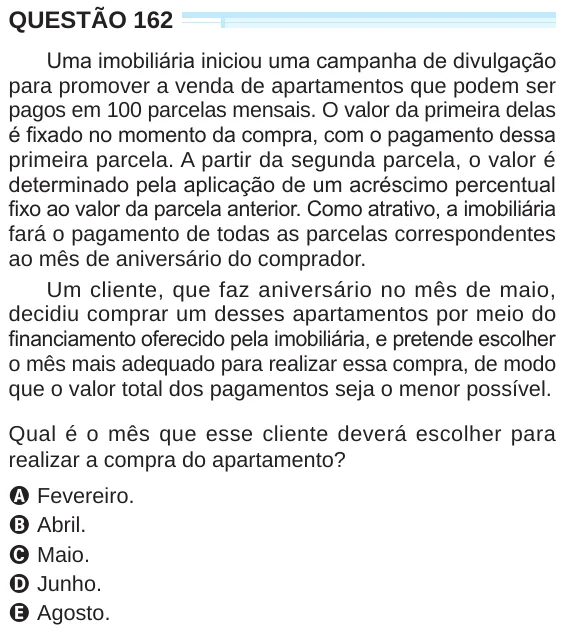 QUESTÃO 162
Uma imobiliária iniciou uma campanha de divulgação
para promover a venda de apartamentos que podem ser
pagos em 100 parcelas mensais. O valor da primeira delas
é fixado no momento da compra, com o pagamento dessa
primeira parcela. A partir da segunda parcela, o valor é
determinado pela aplicação de um acréscimo percentual
fixo ao valor da parcela anterior. Como atrativo, a imobiliária
fará o pagamento de todas as parcelas correspondentes
ao mês de aniversário do comprador.
Um cliente, que faz aniversário no mês de maio,
decidiu comprar um desses apartamentos por meio do
financiamento oferecido pela imobiliária, e pretende escolher
o mês mais adequado para realizar essa compra, de modo
que o valor total dos pagamentos seja o menor possível.
Qual é o mês que esse cliente deverá escolher para
realizar a compra do apartamento?
A Fevereiro.
B Abril.
C Maio.
D Junho.
E Agosto.